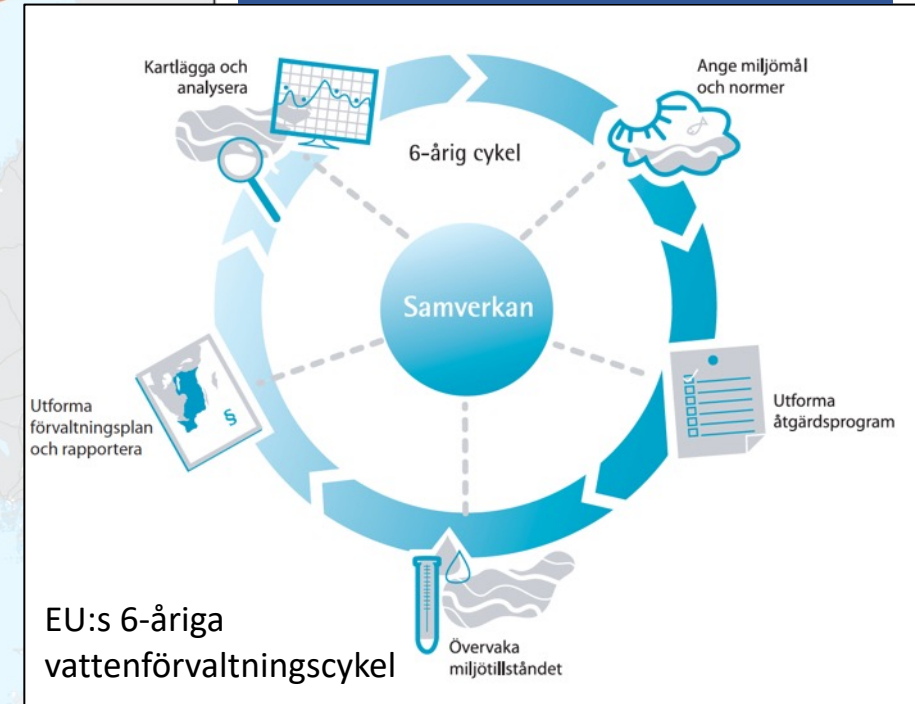 Kartlägga och
analysera
Ange miljömål
och normer
6-årig cykel
Samverkan
Utforma
åtgärdsprogram
Utforma
förvaltningsplan
och rapportera
§
Övervaka
miljötillståndet
EU:s 6-åriga
vattenförvaltningscykel